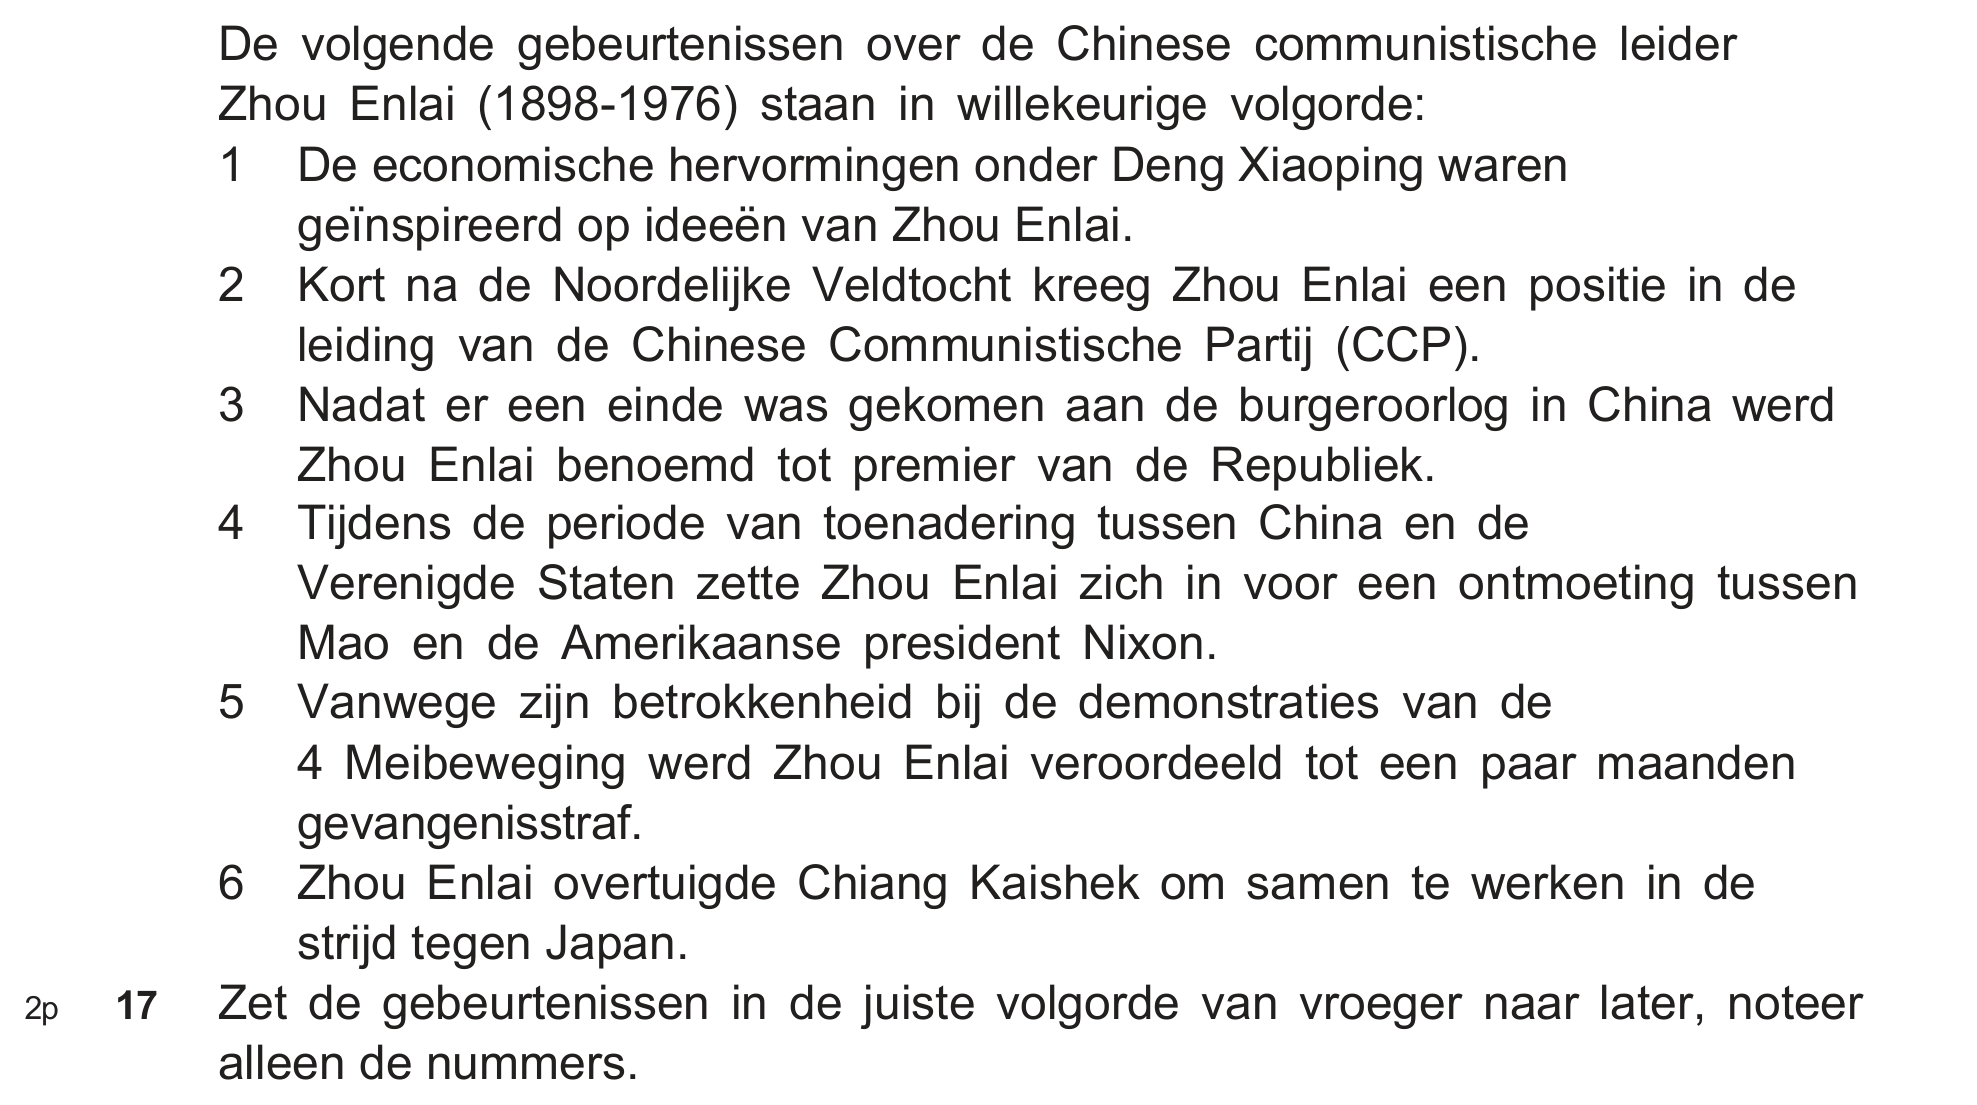 De volgende gebeurtenissen over de Chinese communistische leider
Zhou Enlai (1898-1976) staan in willekeurige volgorde:
1 De economische hervormingen onder Deng Xiaoping waren
geïnspireerd op ideeën van Zhou Enlai.
2 Kort na de Noordelijke Veldtocht kreeg Zhou Enlai een positie in de
leiding van de Chinese Communistische Partij (CCP).
3 Nadat er een einde was gekomen aan de burgeroorlog in China werd
Zhou Enlai benoemd tot premier van de Republiek.
4 Tijdens de periode van toenadering tussen China en de
Verenigde Staten zette Zhou Enlai zich in voor een ontmoeting tussen
Mao en de Amerikaanse president Nixon.
5 Vanwege zijn betrokkenheid bij de demonstraties van de
4 Meibeweging werd Zhou Enlai veroordeeld tot een paar maanden
gevangenisstraf.
6 Zhou Enlai overtuigde Chiang Kaishek om samen te werken in de
strijd tegen Japan.
2p 17 Zet de gebeurtenissen in de juiste volgorde van vroeger naar later, noteer
alleen de nummers.